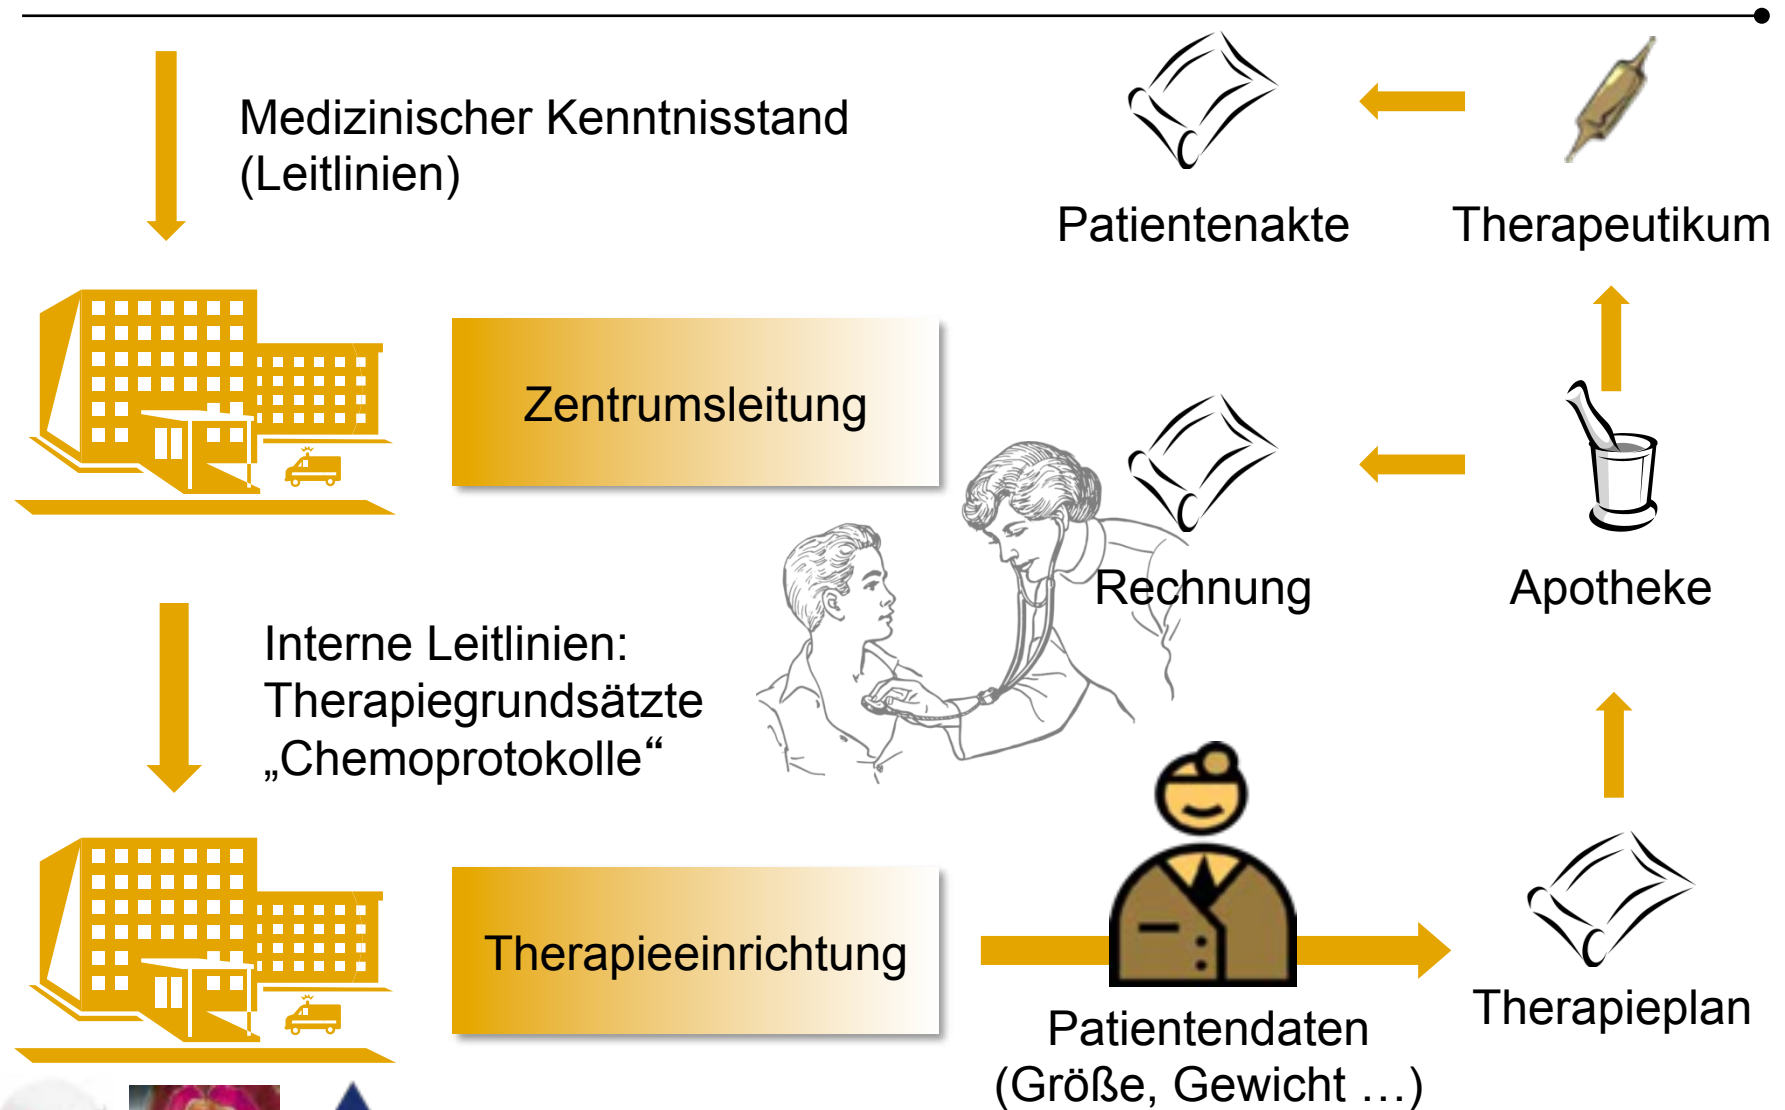 Medizinischer Kenntnisstand
(Leitlinien)
Patientenakte
Therapeutikum
Zentrumsleitung
Rechnung
Apotheke
Interne Leitlinien:
Therapiegrundsätzte
„Chemoprotokolle“
Therapieeinrichtung
Patientendaten
(Größe, Gewicht …)
Therapieplan